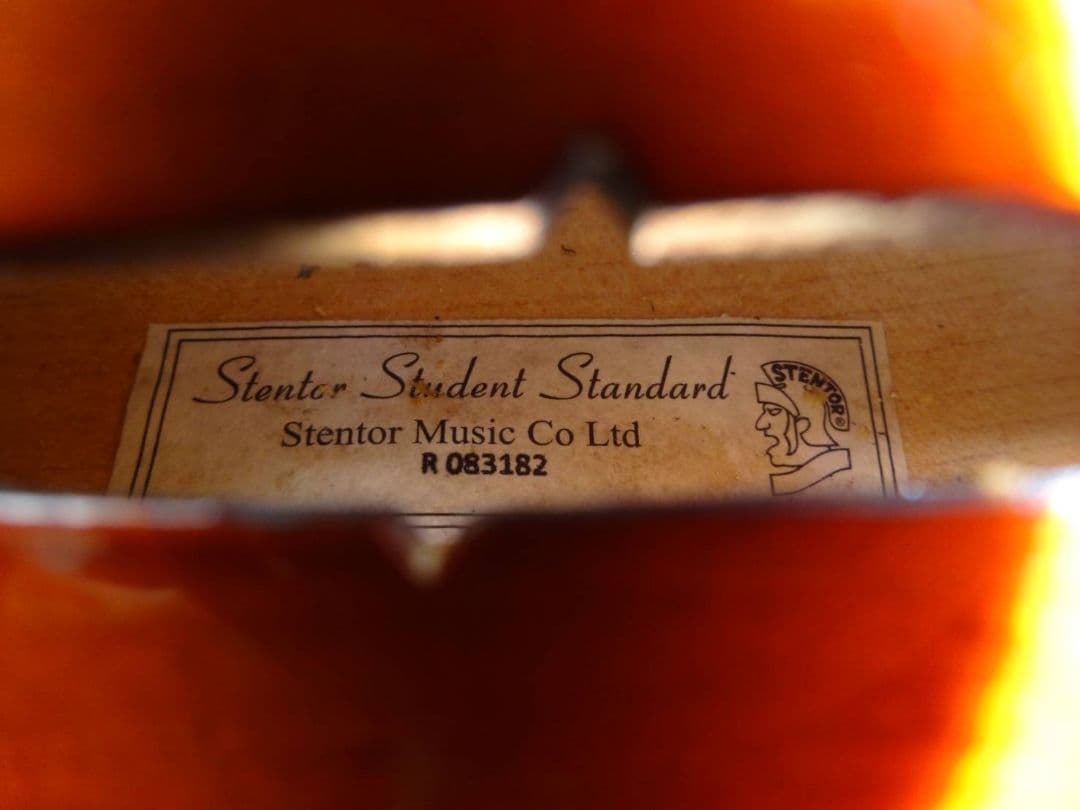 Stentor Student Standard
Stentor Music Co Ltd
R 083182
STENTOR®